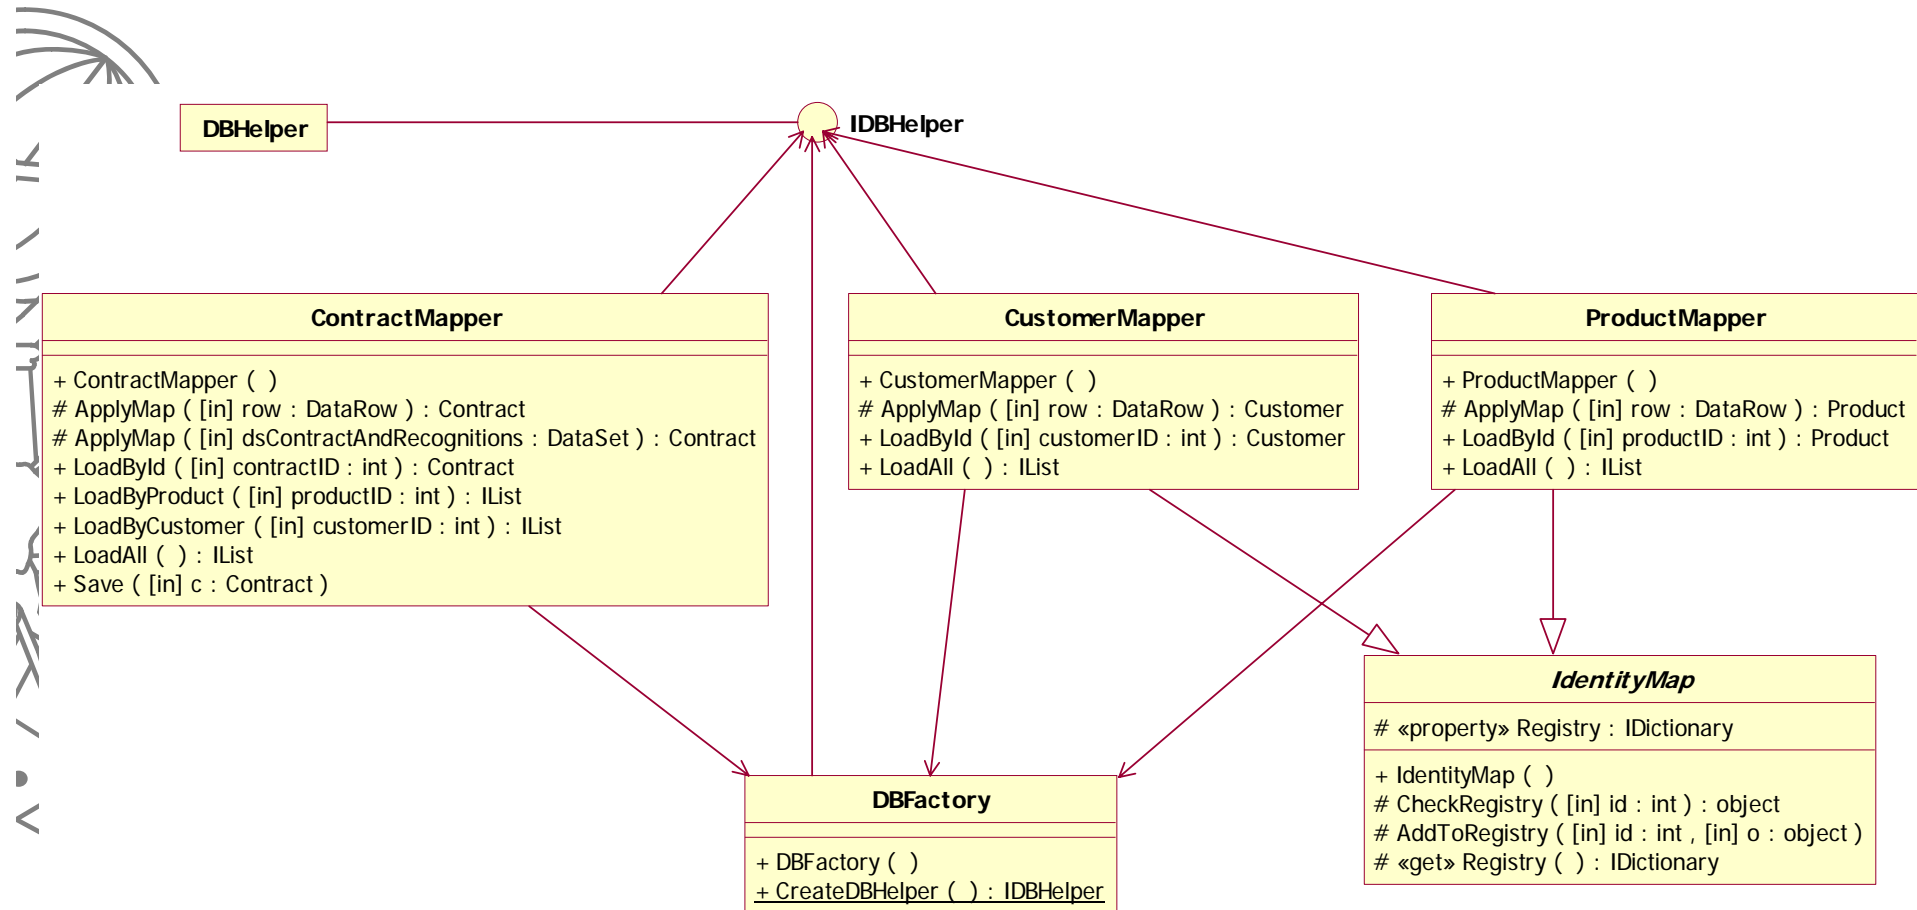 DBHelper
IDBHelper
ContractMapper
+ ContractMapper ( )
# ApplyMap ( [in] row : DataRow ) : Contract
# ApplyMap ( [in] dsContractAndRecognitions : DataSet ) : Contract
+ LoadById ( [in] contractID : int ) : Contract
+ LoadByProduct ( [in] productID : int ) : IList
+ LoadByCustomer ( [in] customerID : int ) : IList
+ LoadAll ( ) : IList
+ Save ( [in] c : Contract )
CustomerMapper
+ CustomerMapper ( )
# ApplyMap ( [in] row : DataRow ) : Customer
+ LoadById ( [in] customerID : int ) : Customer
+ LoadAll ( ) : IList
ProductMapper
+ ProductMapper ( )
# ApplyMap ( [in] row : DataRow ) : Product
+ LoadById ( [in] productID : int ) : Product
+ LoadAll ( ) : IList
IdentityMap
# «property» Registry : IDictionary
+ IdentityMap ( )
# CheckRegistry ( [in] id : int ) : object
# AddToRegistry ( [in] id : int , [in] o : object )
# «get» Registry ( ) : IDictionary
DBFactory
+ DBFactory ( )
+ CreateDBHelper ( ) : IDBHelper